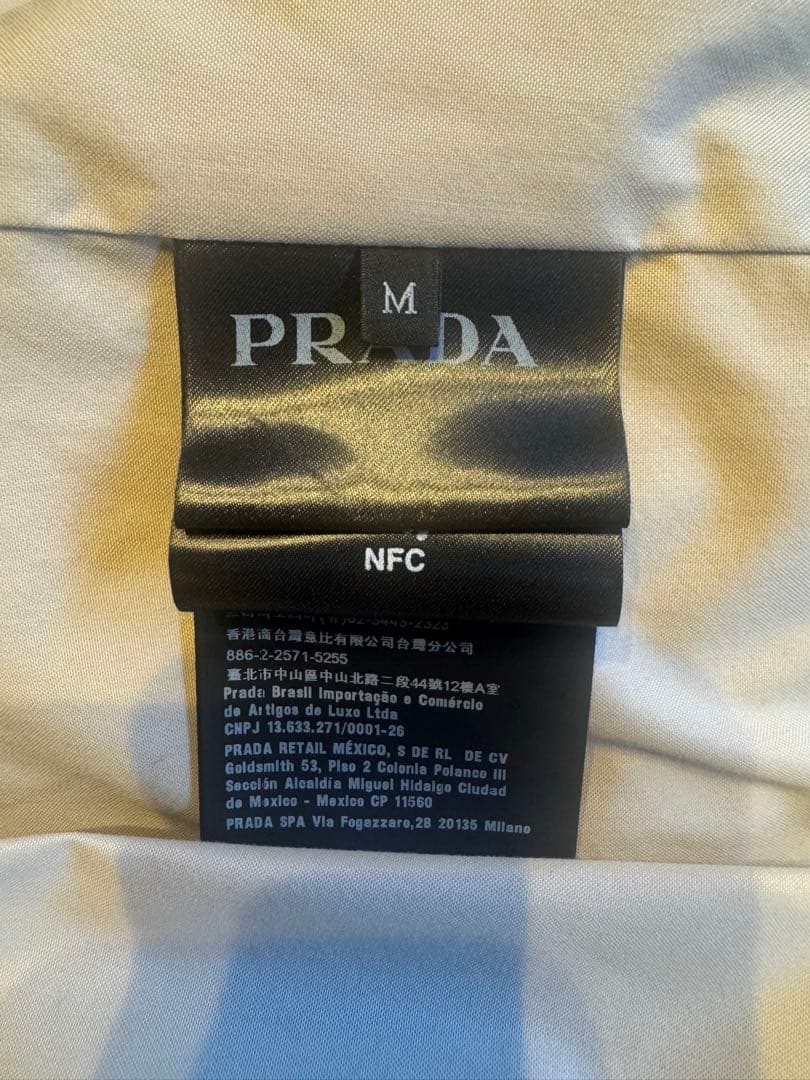 M
PRADA
NFC
香港商台灣意比有限公司台灣分公司
886-2-2571-5255
臺北市中山區中山北路二段44號12樓A室
Prada Brasil Importação e Comércio
de Artigos de Luxo Ltda
CNPJ 13.633.271/0001-26
PRADA RETAIL MÉXICO, S DE RL DE CV
Goldsmith 53, Piso 2 Colonia Polanco III
Sección Alcaldía Miguel Hidalgo Ciudad
de Mexico - Mexico CP 11560
PRADA SPA Via Fogazzaro,28 20135 Milano